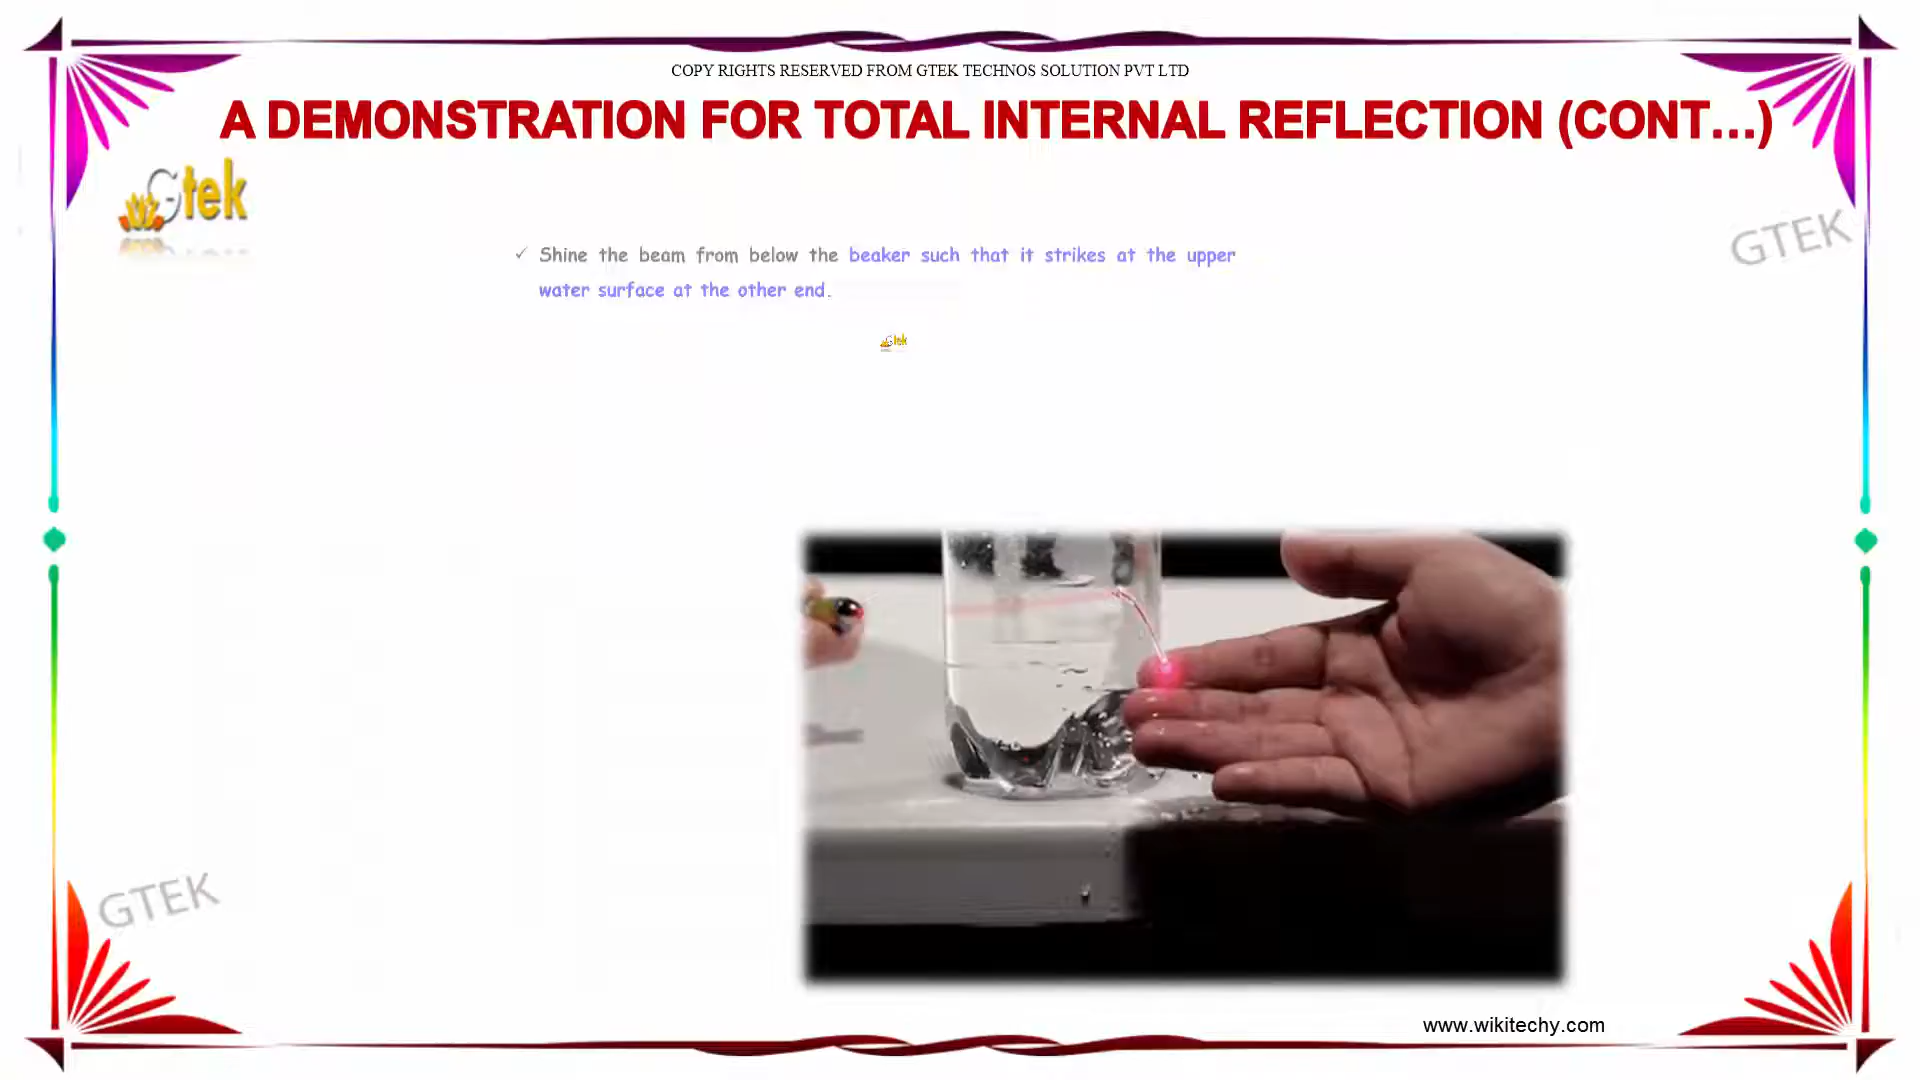 COPY RIGHTS RESERVED FROM GTEK TECHNOS SOLUTION PVT LTD
A DEMONSTRATION FOR TOTAL INTERNAL REFLECTION (CONT...)
Gtek
GTEK
✓ Shine the beam from below the beaker such that it strikes at the upper
water surface at the other end.
Gtek
GTEK
www.wikitechy.com